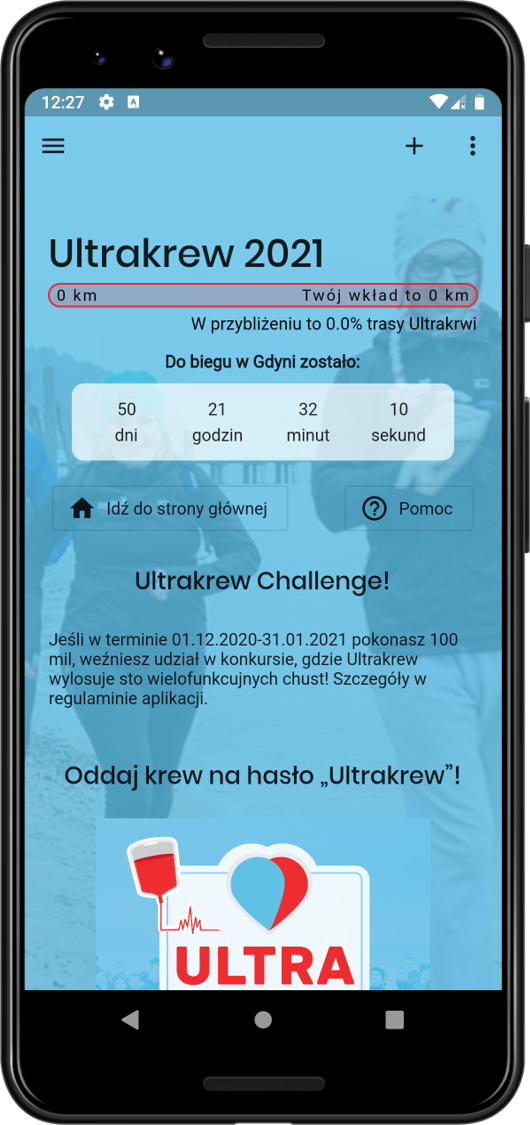 12:27
Ultrakrew 2021
0 km Twój wkład to 0 km
W przybliżeniu to 0.0% trasy Ultrakrwi
Do biegu w Gdyni zostało:
50 21 32 10
dni godzin minut sekund
Idź do strony głównej Pomoc
Ultrakrew Challenge!
Jeśli w terminie 01.12.2020-31.01.2021 pokonasz 100
mil, weźniesz udział w konkursie, gdzie Ultrakrew
wylosuje sto wielofunkcujnych chust! Szczegóły w
regulaminie aplikacji.
Oddaj krew na hasło „Ultrakrew”!
ULTRA